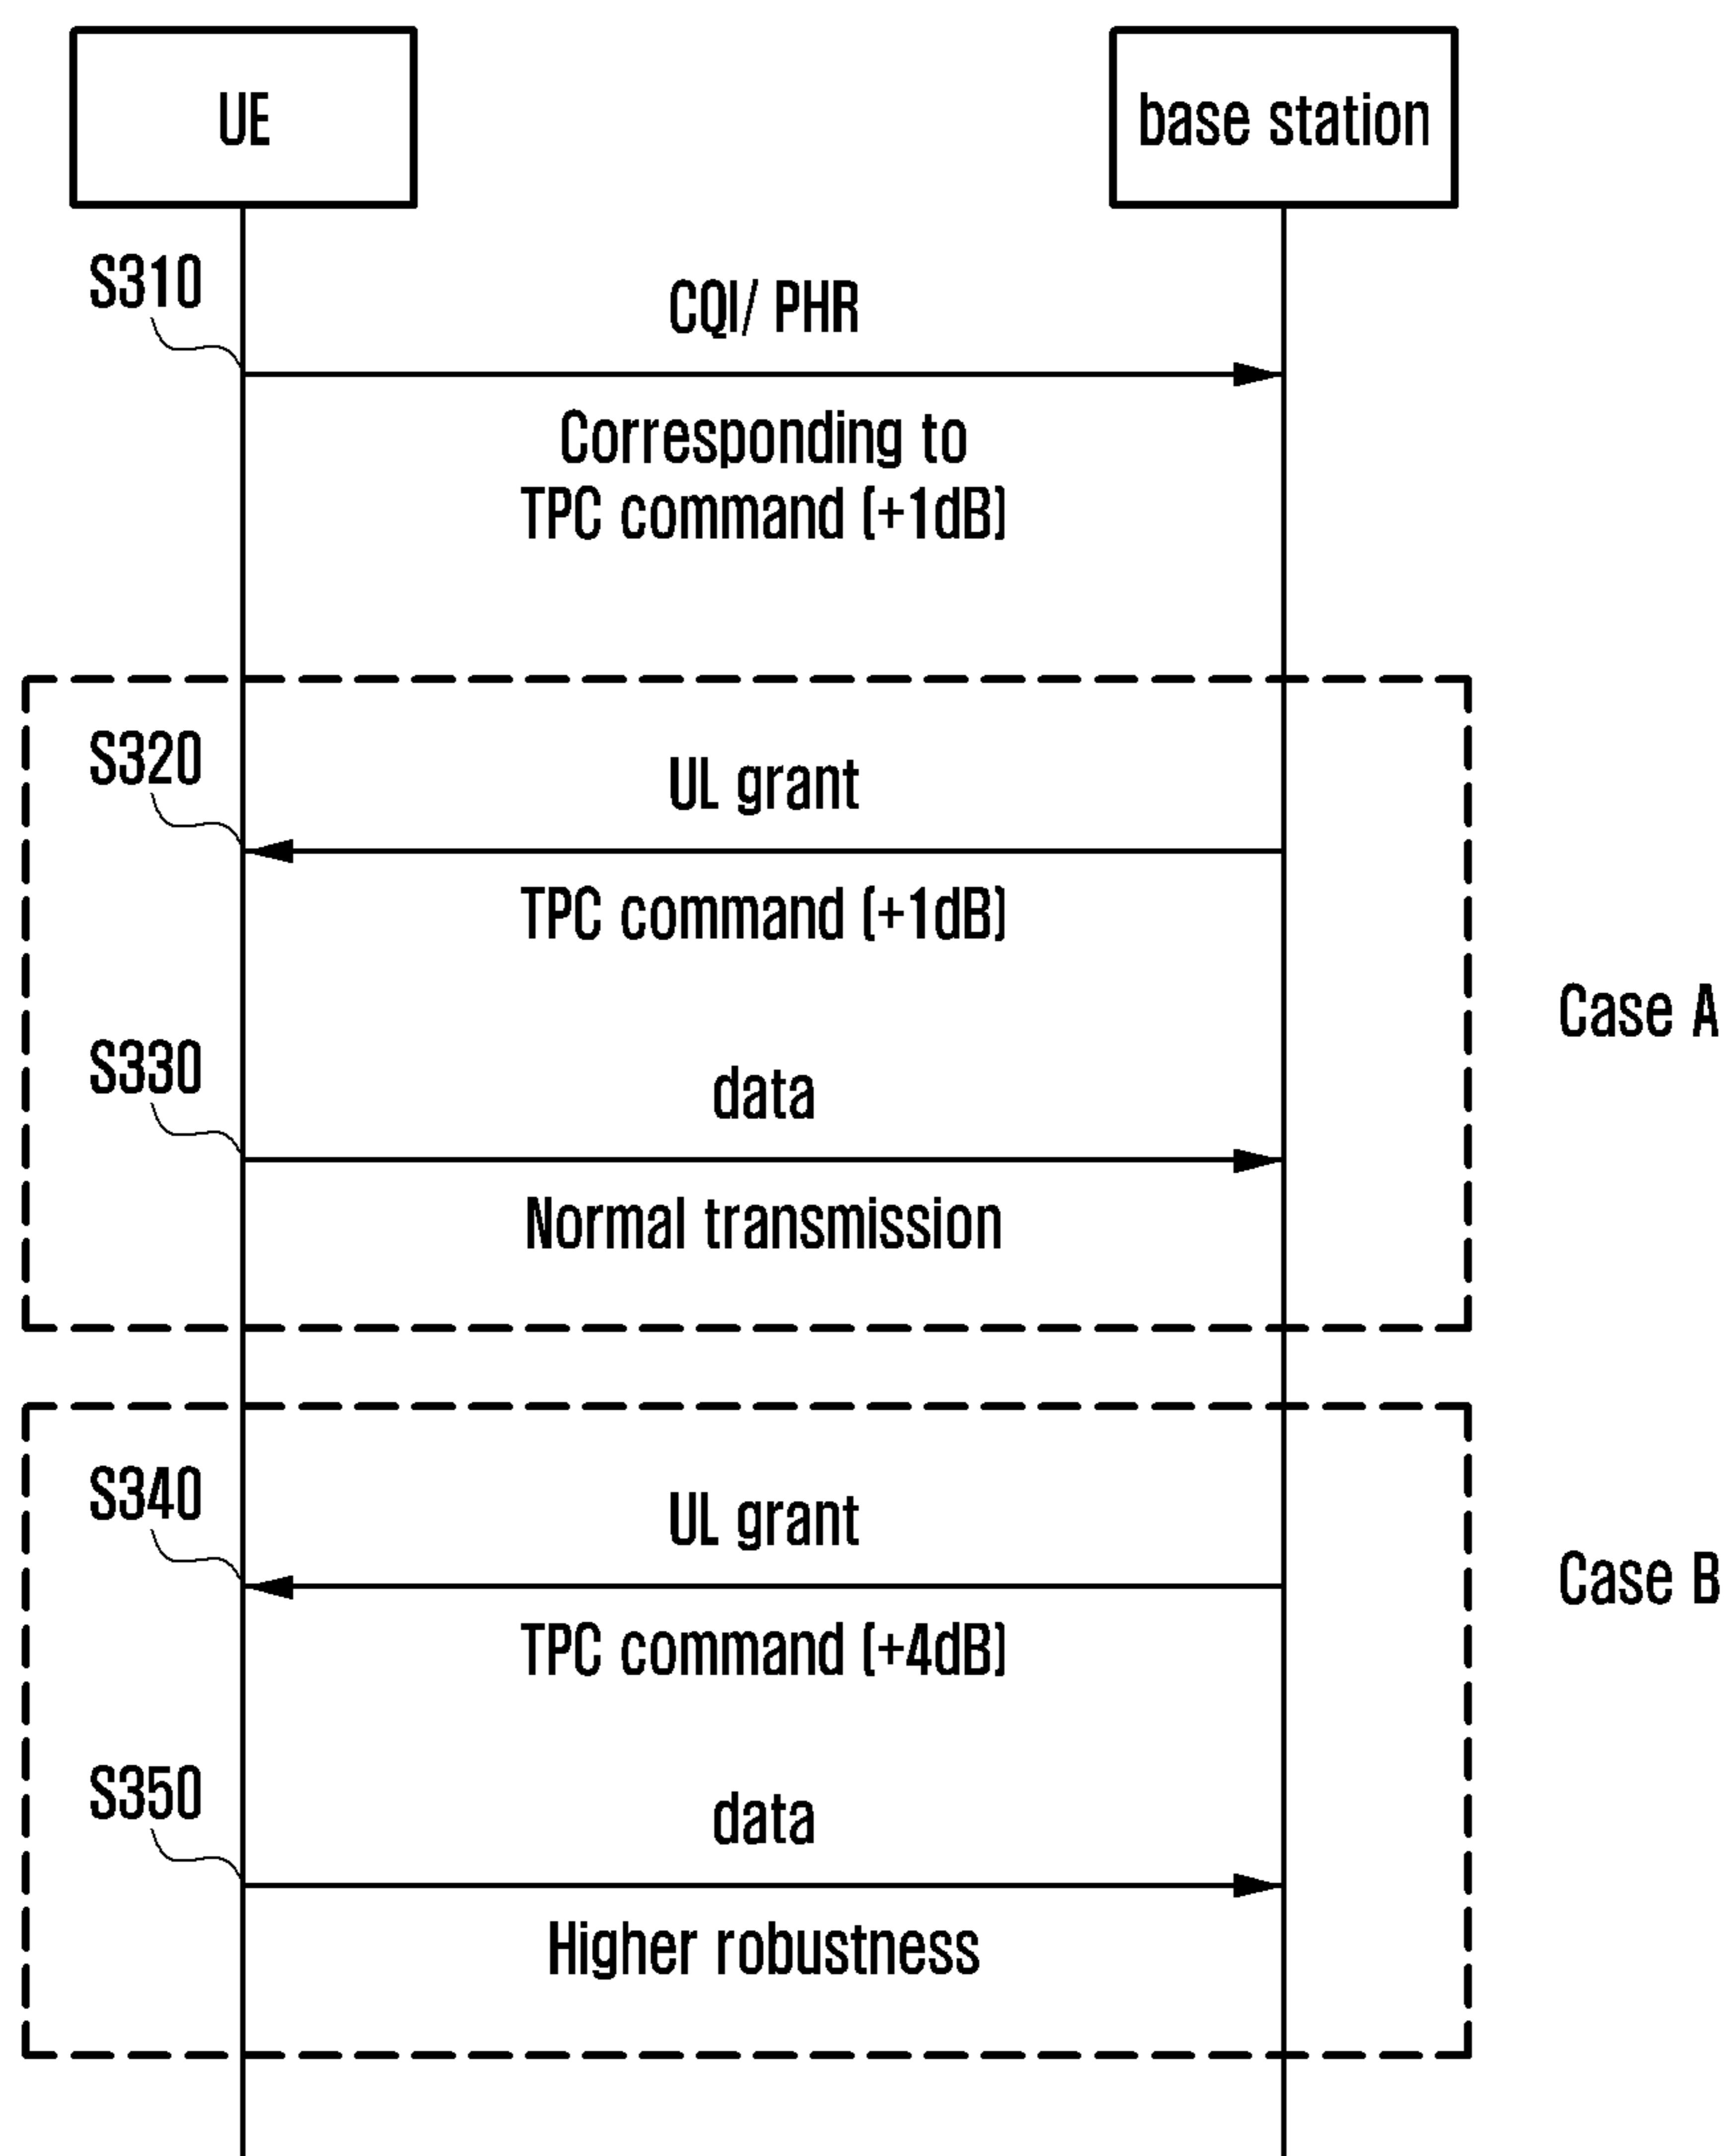 UE
base station
S310
CQI/ PHR
Corresponding to
TPC command (+1dB)
S320
UL grant
TPC command (+1dB)
Case A
S330
data
Normal transmission
S340
UL grant
Case B
TPC command (+4dB)
S350
data
Higher robustness